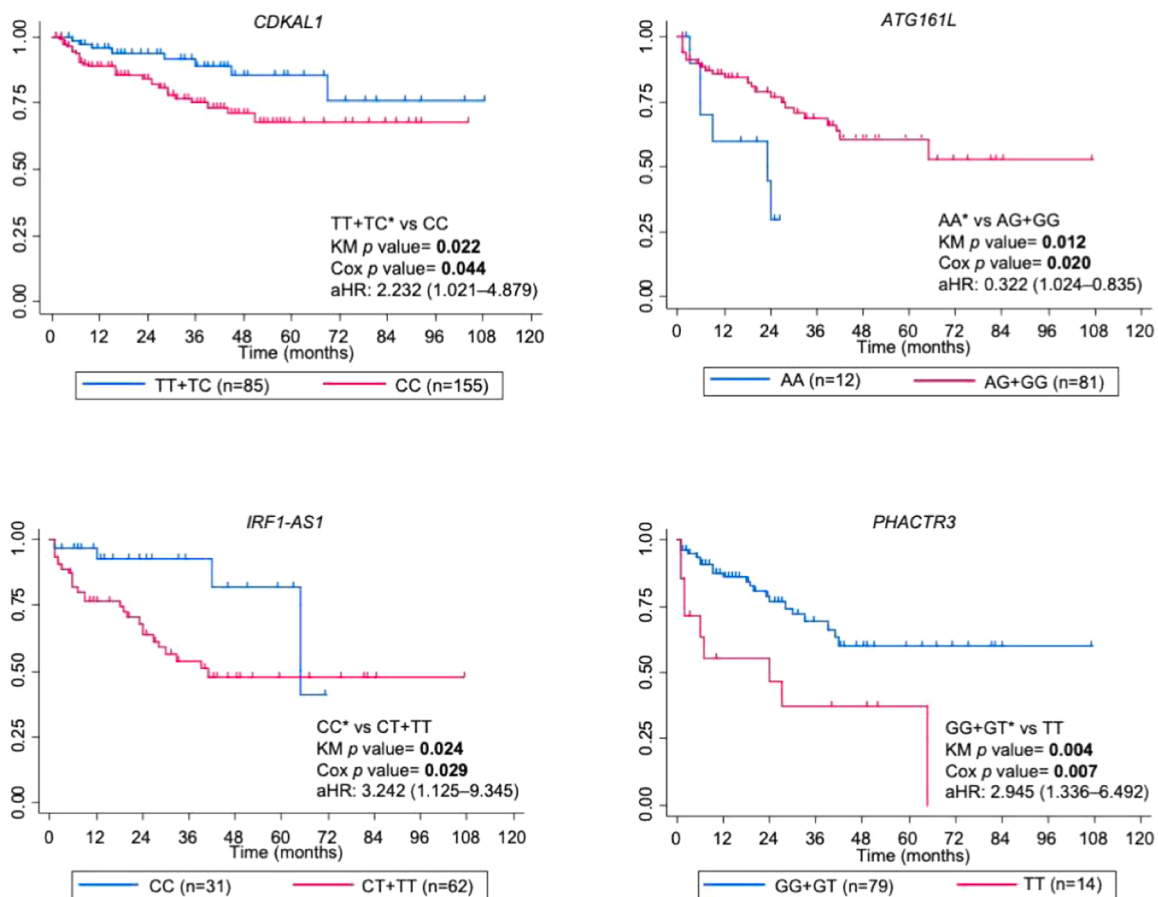 CDKAL1
1.00
0.75
0.50
0.25
0.00
TT+TC* vs CC
KM p value= 0.022
Cox p value= 0.044
aHR: 2.232 (1.021–4.879)
0 12 24 36 48 60 72 84 96 108 120
Time (months)
TT+TC (n=85) CC (n=155)
ATG161L
1.00
0.75
0.50
0.25
0.00
AA* vs AG+GG
KM p value= 0.012
Cox p value= 0.020
aHR: 0.322 (1.024–0.835)
0 12 24 36 48 60 72 84 96 108 120
Time (months)
AA (n=12) AG+GG (n=81)
IRF1-AS1
1.00
0.75
0.50
0.25
0.00
CC* vs CT+TT
KM p value= 0.024
Cox p value= 0.029
aHR: 3.242 (1.125–9.345)
0 12 24 36 48 60 72 84 96 108 120
Time (months)
CC (n=31) CT+TT (n=62)
PHACTR3
1.00
0.75
0.50
0.25
0.00
GG+GT* vs TT
KM p value= 0.004
Cox p value= 0.007
aHR: 2.945 (1.336–6.492)
0 12 24 36 48 60 72 84 96 108 120
Time (months)
GG+GT (n=79) TT (n=14)